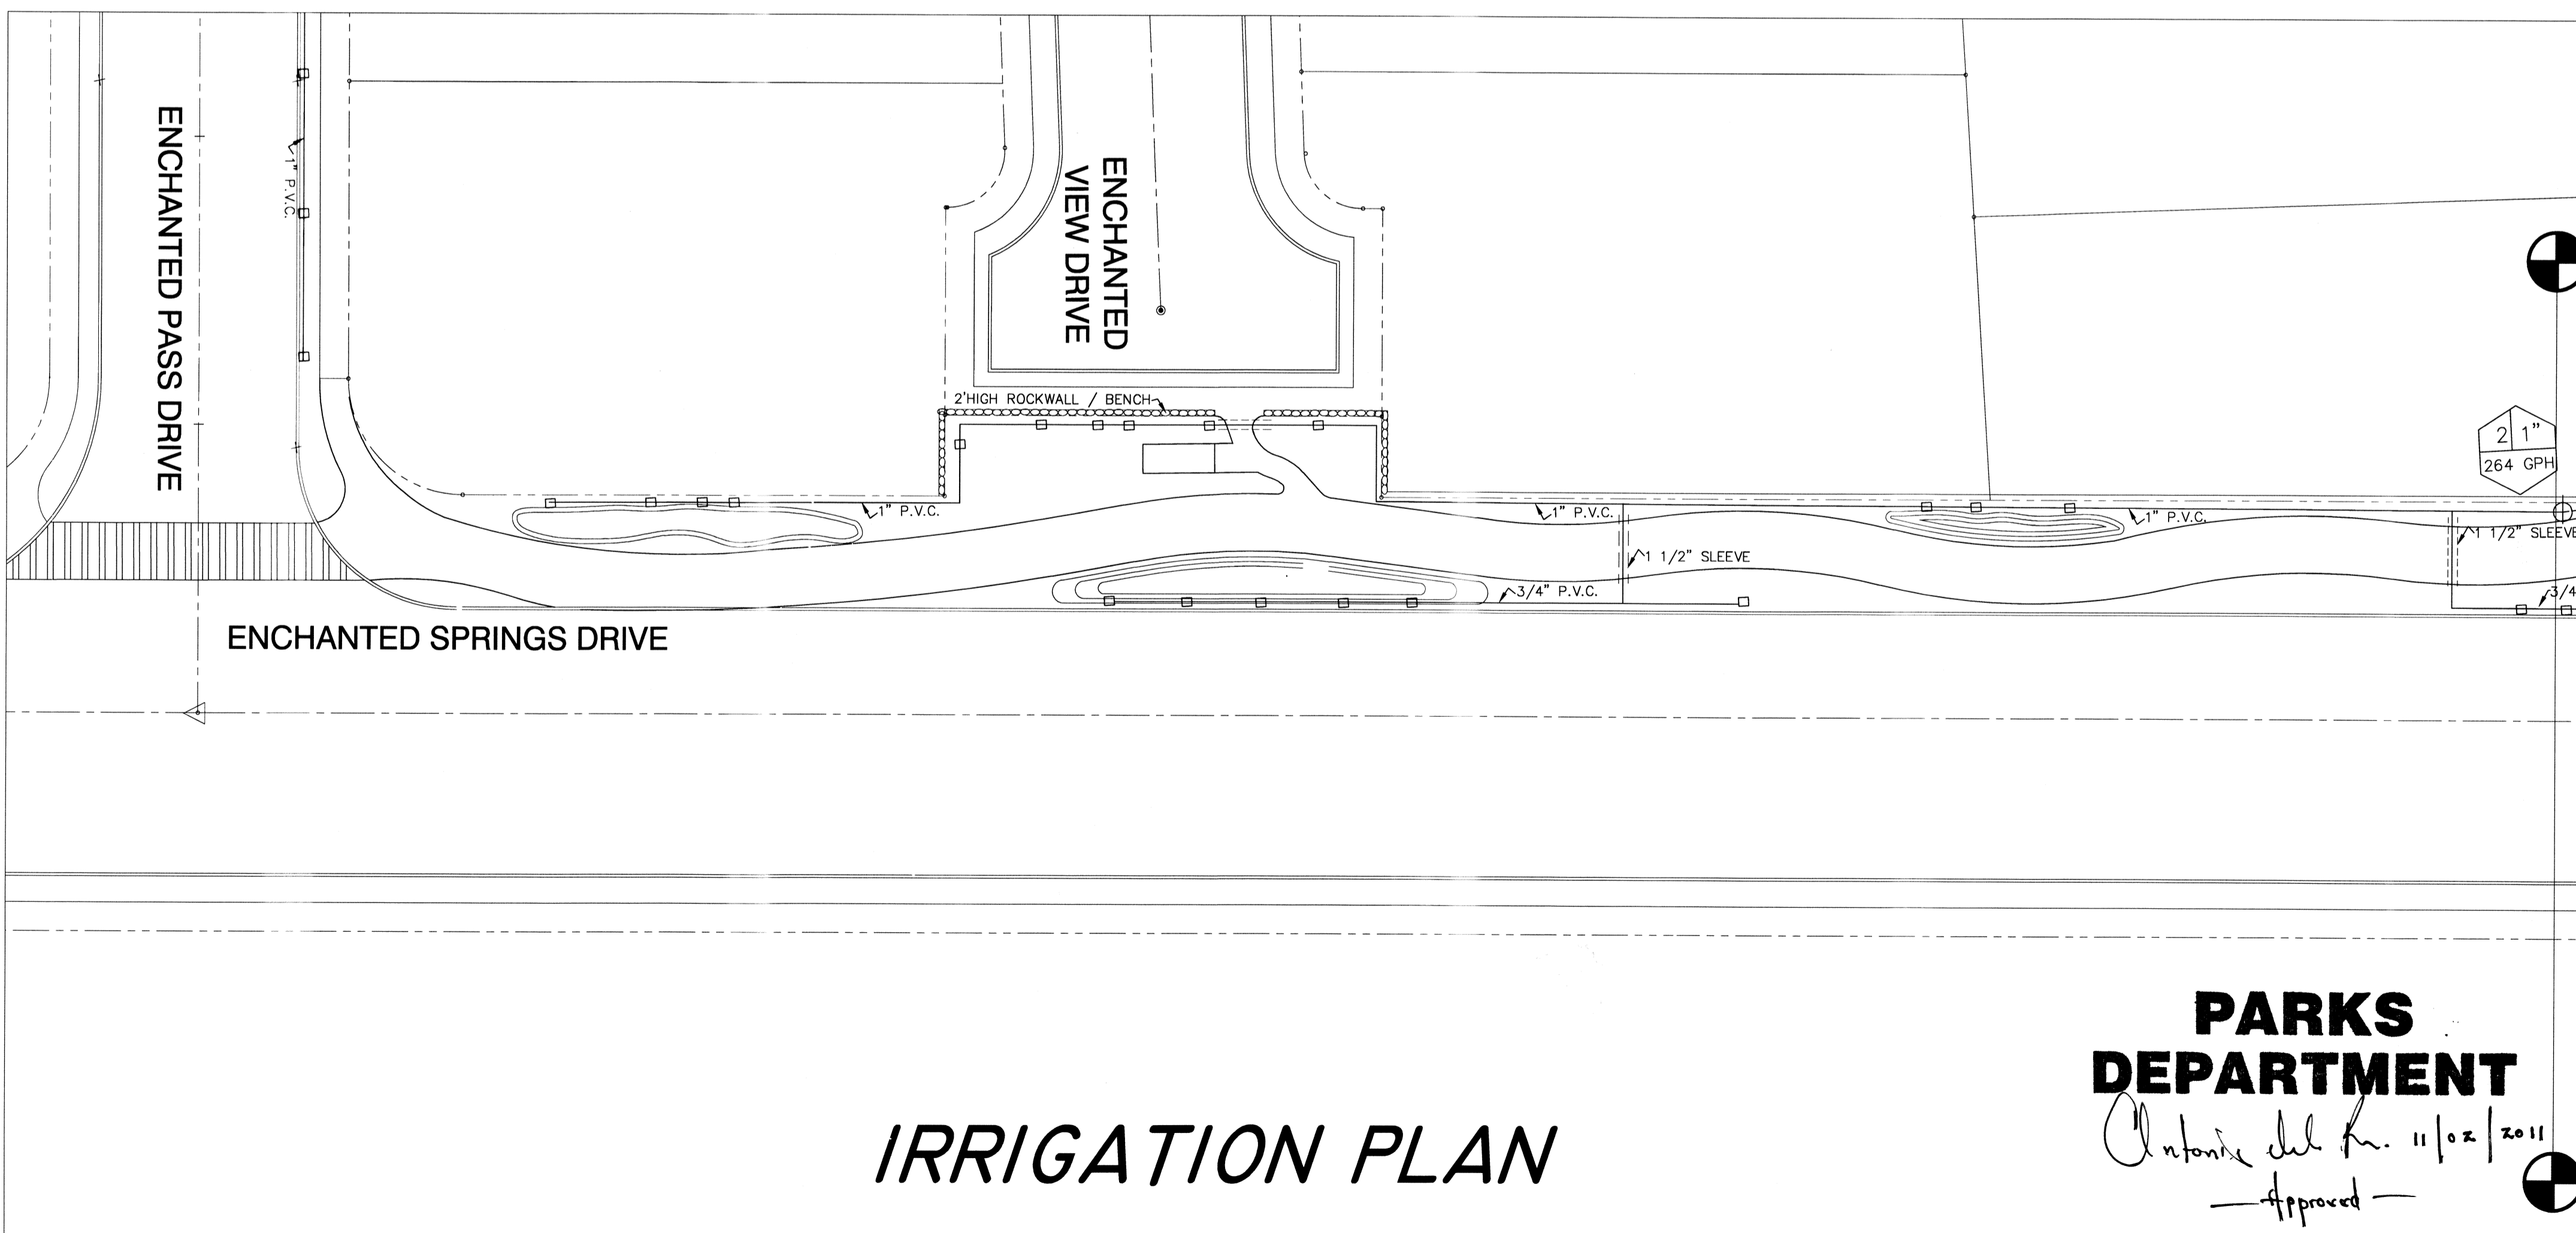 ENCHANTED PASS DRIVE
1" P.V.C.
ENCHANTED
VIEW DRIVE
2'HIGH ROCKWALL / BENCH
2 1"
264 GPH
1" P.V.C.
1" P.V.C.
1" P.V.C.
1 1/2" SLEEVE
1 1/2" SLEEVE
3/4" P.V.C.
3/4
ENCHANTED SPRINGS DRIVE
PARKS
DEPARTMENT
11/02/2011
Approved
IRRIGATION PLAN